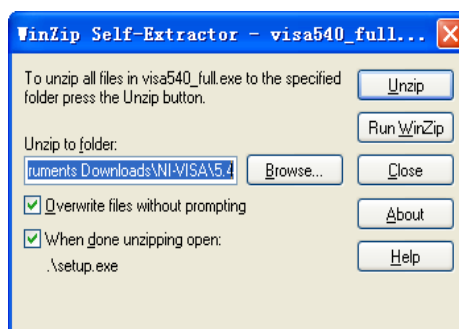 WinZip Self-Extractor - visa540_full...
To unzip all files in visa540_full.exe to the specified
folder press the Unzip button.
Unzip to folder:
ruments Downloads\NI-VISA\5.4
Browse...
Overwrite files without prompting
When done unzipping open:
.\setup.exe
Unzip
Run WinZip
Close
About
Help